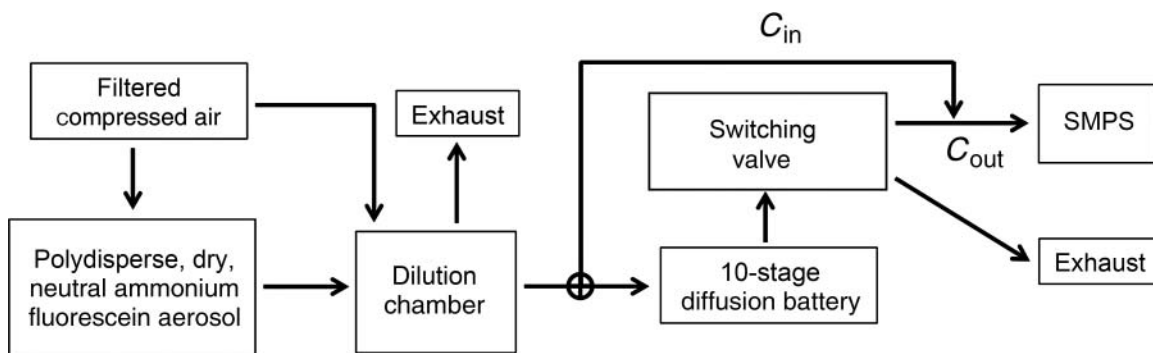 Filtered
compressed air
Exhaust
C_in
Switching
valve
SMPS
C_out
Polydisperse, dry,
neutral ammonium
fluorescein aerosol
Dilution
chamber
10-stage
diffusion battery
Exhaust